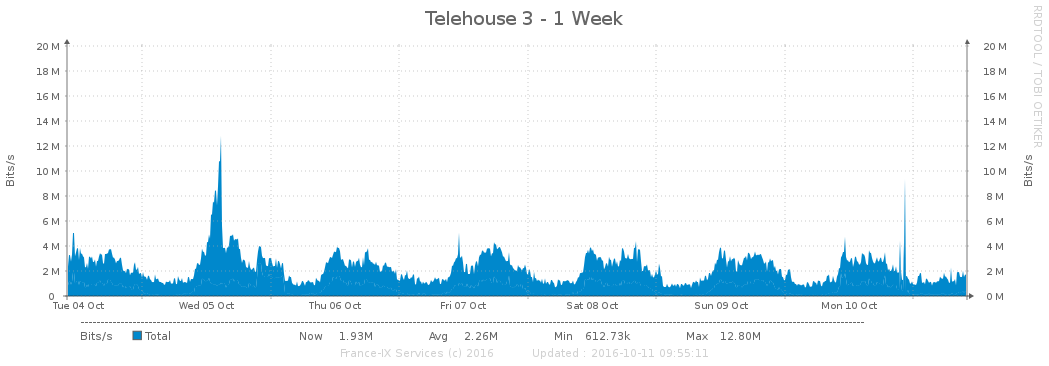 Telehouse 3 - 1 Week
RRDTOOL / TOBI OETIKER
Bits/s
20 M 20 M
18 M 18 M
16 M 16 M
14 M 14 M
12 M 12 M
10 M 10 M
8 M 8 M
6 M 6 M
4 M 4 M
2 M 2 M
0 0 M
Bits/s
Tue 04 Oct Wed 05 Oct Thu 06 Oct Fri 07 Oct Sat 08 Oct Sun 09 Oct Mon 10 Oct
Bits/s Total Now 1.93M Avg 2.26M Min 612.73k Max 12.80M
France-IX Services (c) 2016 Updated : 2016-10-11 09:55:11